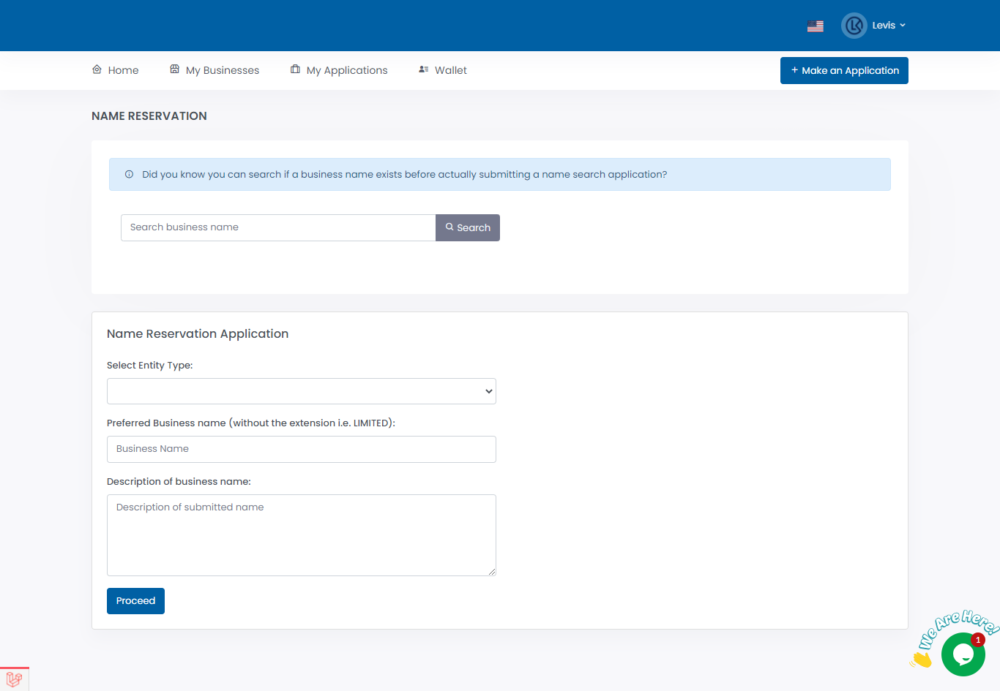 Levis
Home
My Businesses
My Applications
Wallet
+ Make an Application
NAME RESERVATION
Did you know you can search if a business name exists before actually submitting a name search application?
Search business name
Search
Name Reservation Application
Select Entity Type:
Preferred Business name (without the extension i.e. LIMITED):
Business Name
Description of business name:
Description of submitted name
Proceed
We Are Here!
1